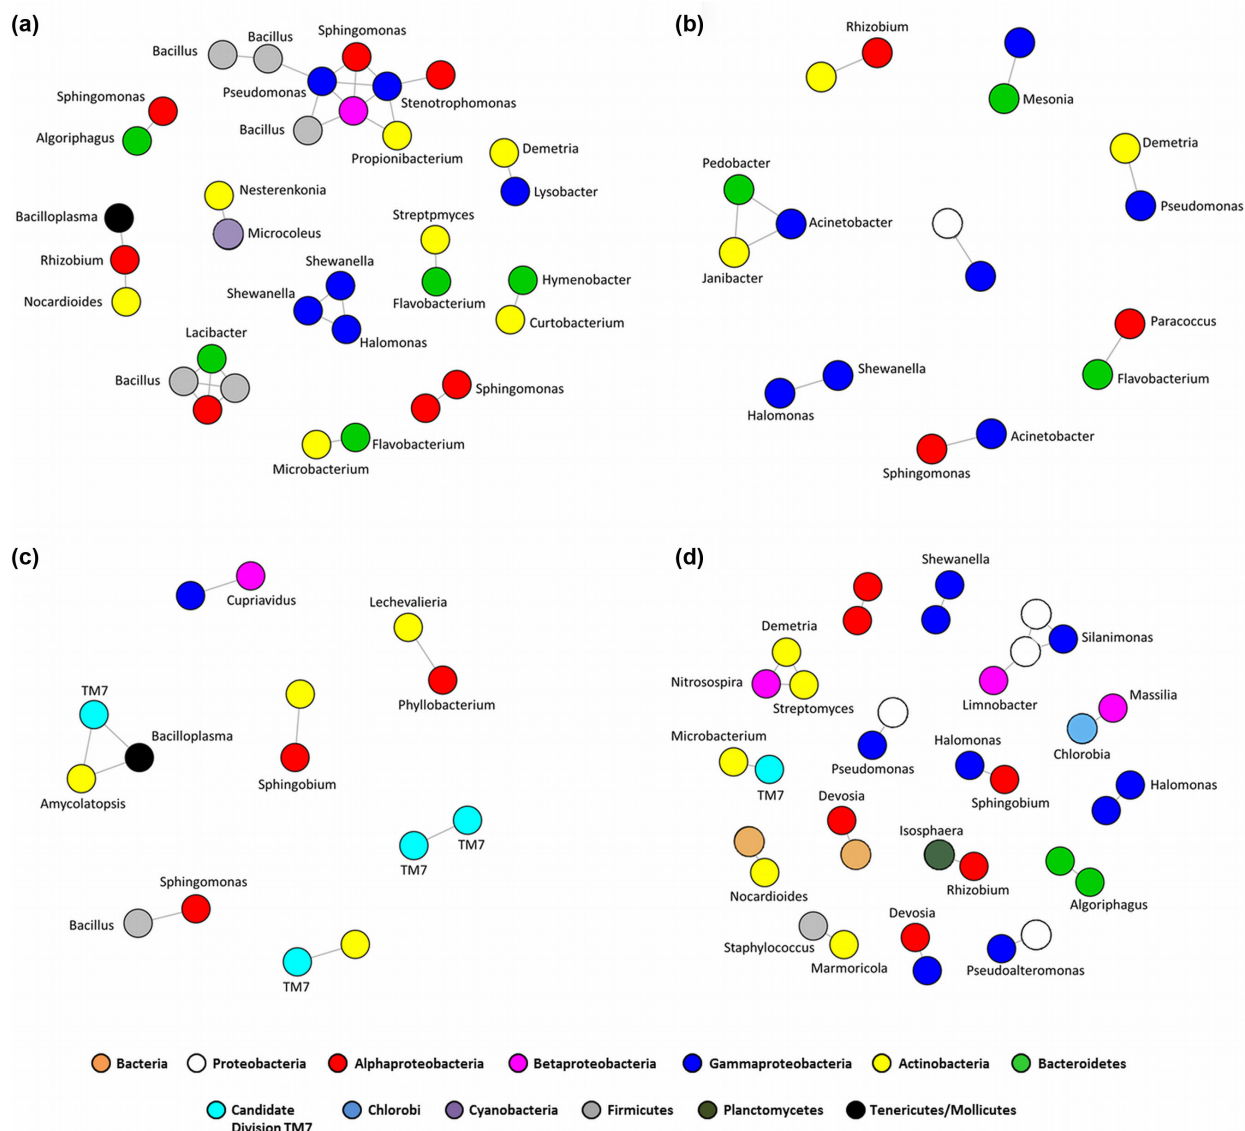 (a)
Bacillus
Bacillus
Sphingomonas
Pseudomonas
Stenotrophomonas
Bacillus
Propionibacterium
Sphingomonas
Algoriphagus
Demetria
Lysobacter
Nesterenkonia
Microcoleus
Bacilloplasma
Rhizobium
Nocardioides
Streptpmyces
Flavobacterium
Shewanella
Shewanella
Halomonas
Hymenobacter
Curtobacterium
Lacibacter
Bacillus
Sphingomonas
Flavobacterium
Microbacterium
(b)
Rhizobium
Mesonia
Demetria
Pseudomonas
Pedobacter
Acinetobacter
Janibacter
Paracoccus
Flavobacterium
Shewanella
Halomonas
Acinetobacter
Sphingomonas
(c)
Cupriavidus
Lechevalieria
Phyllobacterium
TM7
Bacilloplasma
Amycolatopsis
Sphingobium
TM7
TM7
Sphingomonas
Bacillus
TM7
(d)
Shewanella
Demetria
Nitrosospira
Streptomyces
Silanimonas
Limnobacter
Massilia
Chlorobia
Microbacterium
TM7
Pseudomonas
Halomonas
Sphingobium
Halomonas
Devosia
Isosphaera
Rhizobium
Nocardioides
Algoriphagus
Staphylococcus
Marmoricola
Devosia
Pseudoalteromonas
Bacteria Proteobacteria Alphaproteobacteria Betaproteobacteria Gammaproteobacteria Actinobacteria Bacteroidetes
Candidate Chlorobi Cyanobacteria Firmicutes Planctomycetes Tenericutes/Mollicutes
Division TM7